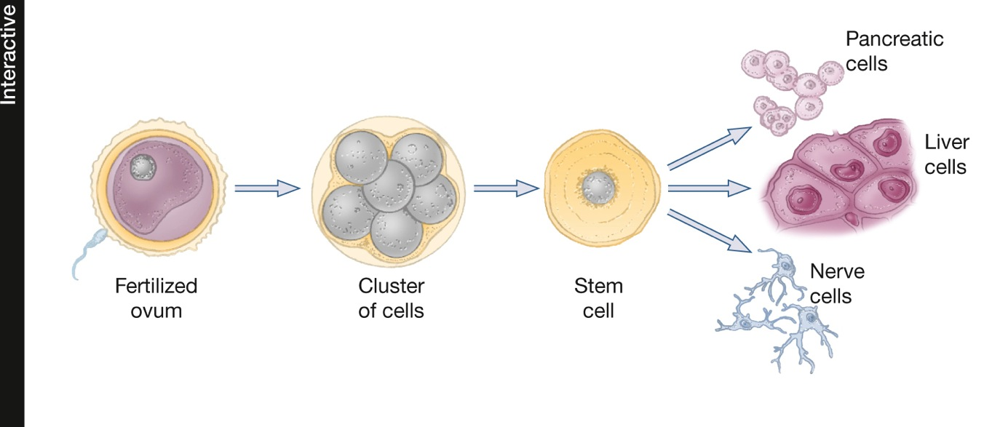 Interactive
Pancreatic
cells
Liver
cells
Fertilized
ovum
Cluster
of cells
Stem
cell
Nerve
cells